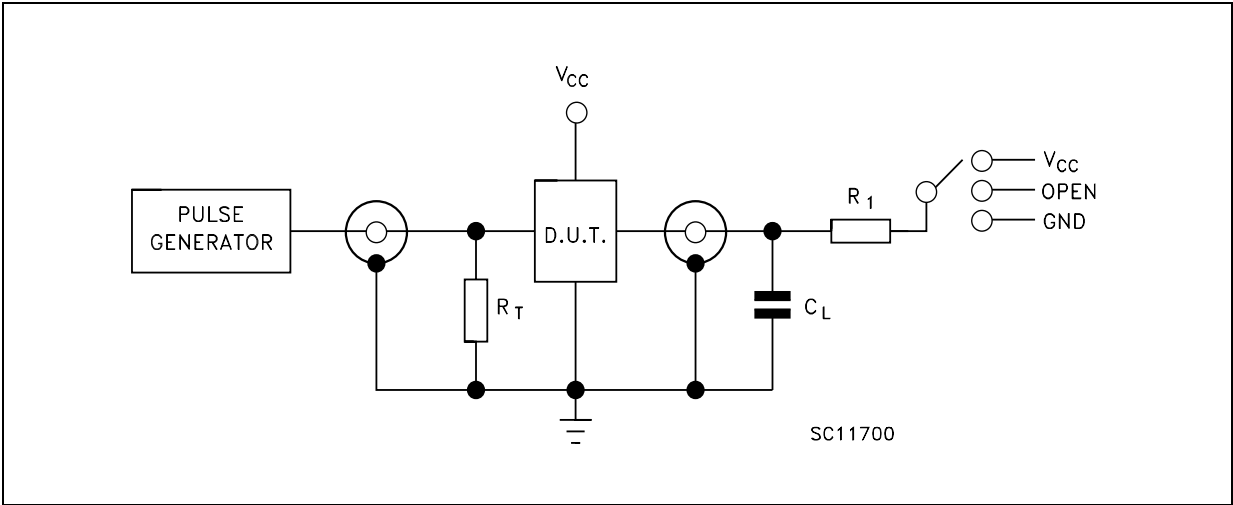 VCC
PULSE
GENERATOR
D.U.T.
RT
R1
CL
VCC
OPEN
GND
SC11700